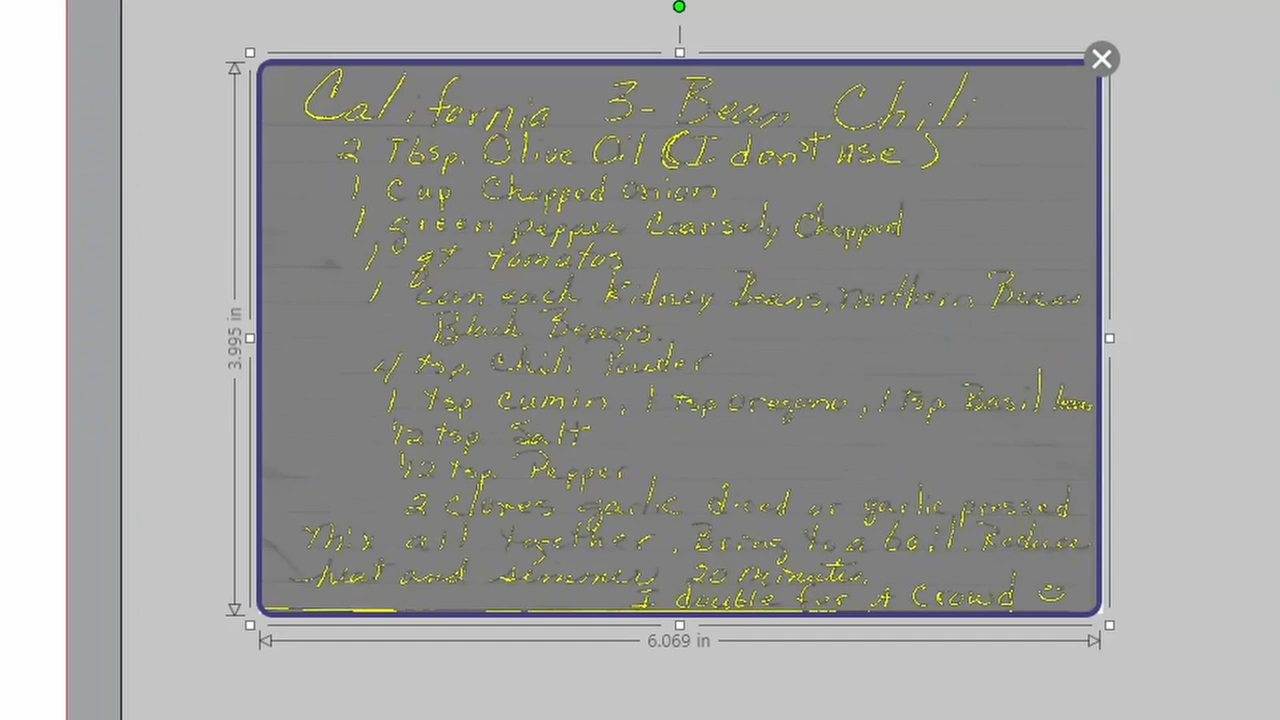 California 3-Bean Chili
2 Tbsp. Olive Oil (I don't use)
1 cup Chopped onion
1 green pepper Coarsely Chopped
1 qt tomatos
1 can each Kidney Beans, northern Beans
Black Beans.
4 tsp. Chili Powder
1 tsp cumin, 1 tsp oregano, 1 tsp Basil leaves
1/2 tsp Salt
1/2 tsp. Pepper
2 cloves garlic diced or garlic pressed
Mix all together. Bring to a boil. Reduce
heat and simmer 20 minutes.
I double for A Crowd ☺
3.995 in
6.069 in